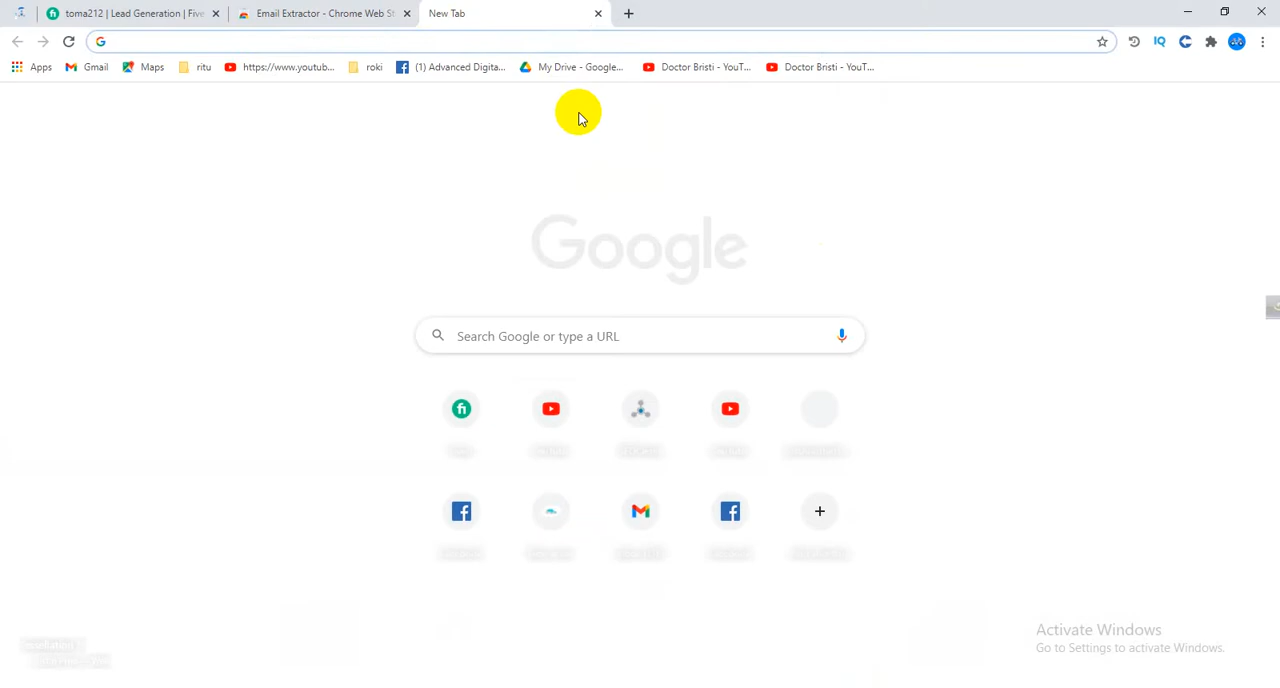 toma212 | Lead Generation | Five
Email Extractor - Chrome Web St
New Tab
Apps
Gmail
Maps
ritu
https://www.youtub...
roki
(1) Advanced Digita...
My Drive - Google...
Doctor Bristi - YouT...
Doctor Bristi - YouT...
Google
Search Google or type a URL
Activate Windows
Go to Settings to activate Windows.